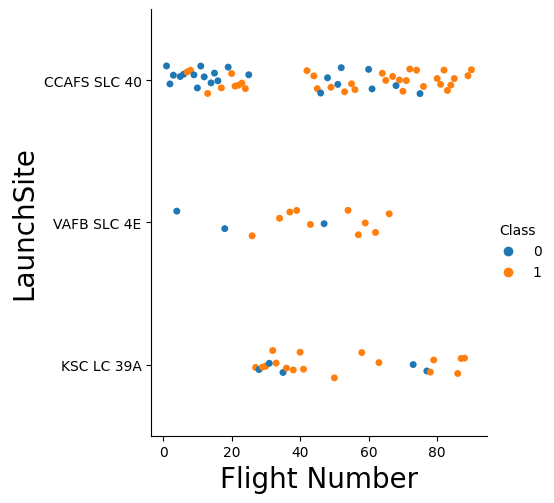 LaunchSite
CCAFS SLC 40
VAFB SLC 4E
KSC LC 39A
0 20 40 60 80
Flight Number
Class
0
1